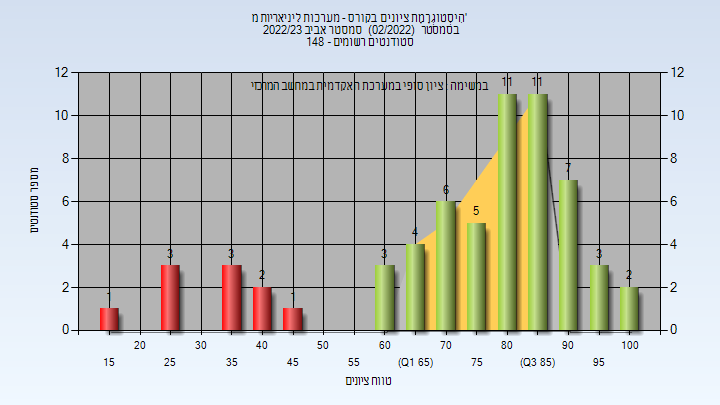 היסטוגרמת ציונים בקורס - מערכות ליניאריות מ'
בסמסטר (02/2022) סמסטר אביב 2022/23
סטודנטים רשומים - 148
במשימה : ציון סופי במערכת האקדמית במחשב המרכזי
12 12
10 10
8 8
6 6
4 4
2 2
0 0
מספר סטודנטים
1 3 3 2 1 3 4 6 5 11 11 7 3 2
20 30 40 50 60 70 80 90 100
15 25 35 45 55 (Q1 65) 75 (Q3 85) 95
טווח ציונים